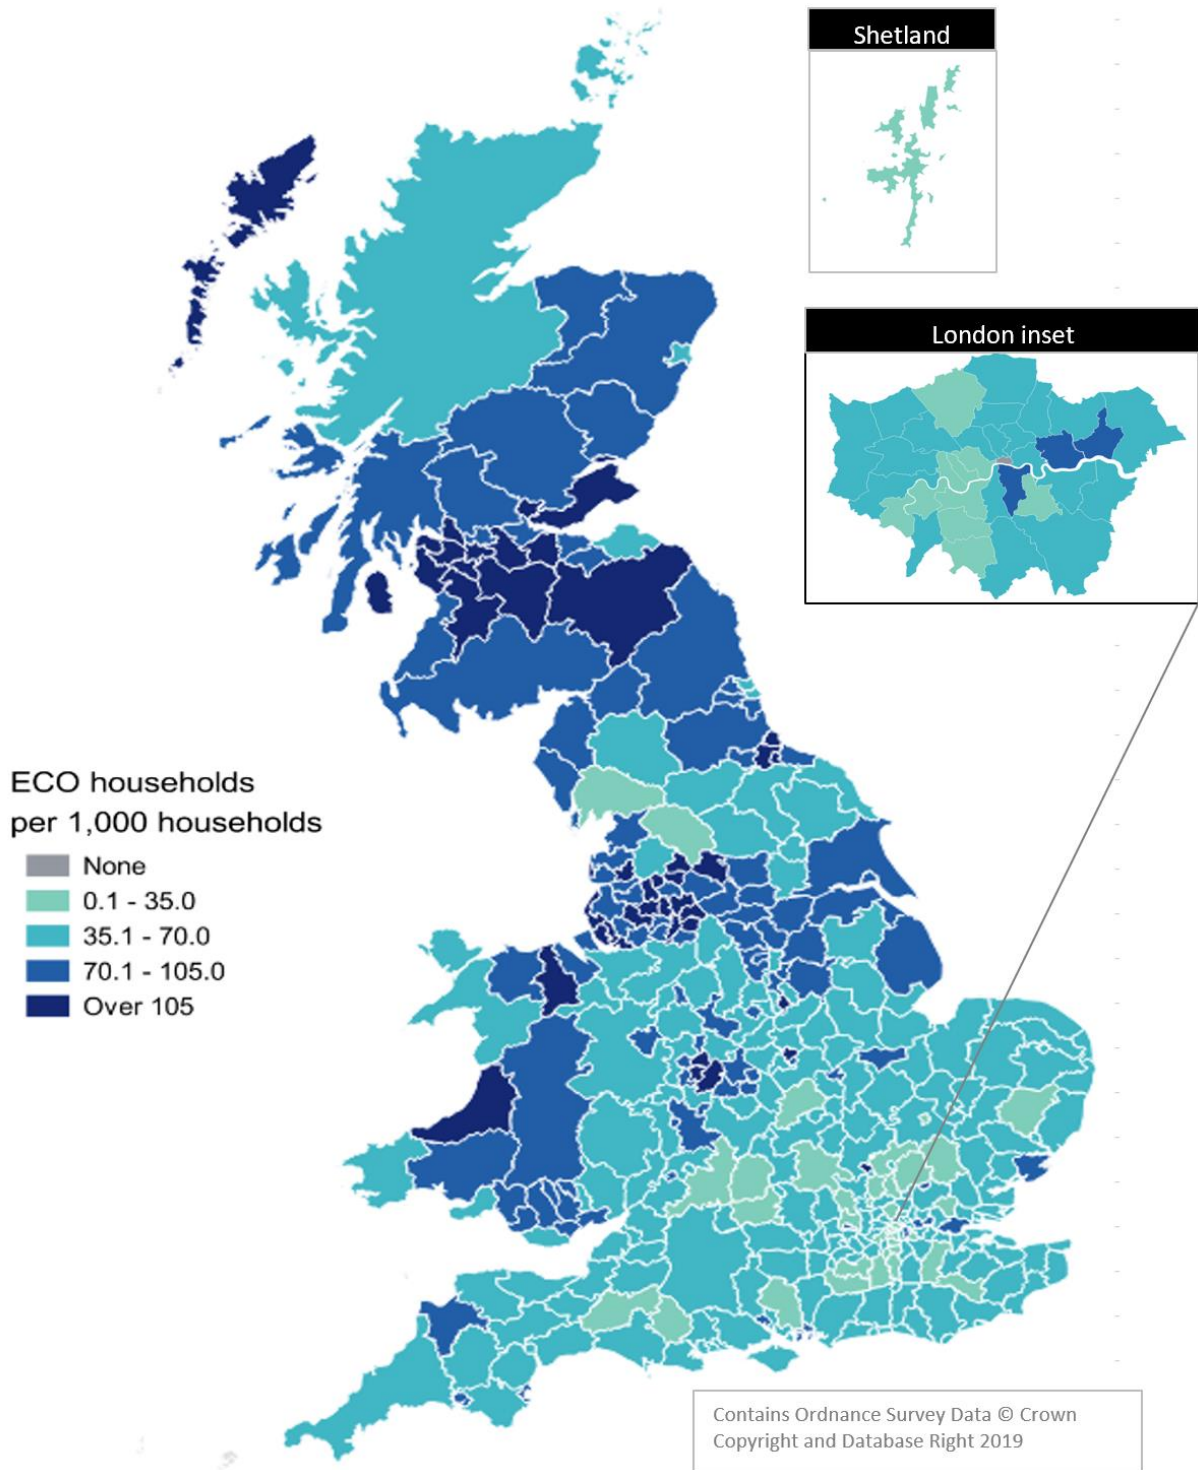 Shetland
London inset
ECO households
per 1,000 households
None
0.1 - 35.0
35.1 - 70.0
70.1 - 105.0
Over 105
Contains Ordnance Survey Data © Crown
Copyright and Database Right 2019